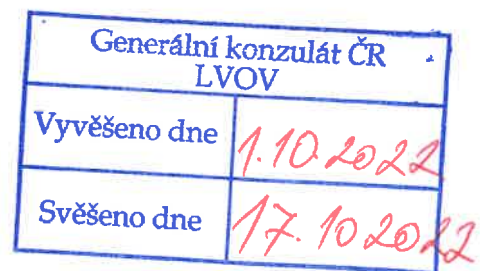 Generální konzulát ČR
LVOV
Vyvěšeno dne 1.10.2022
Svěšeno dne 17.10 2022